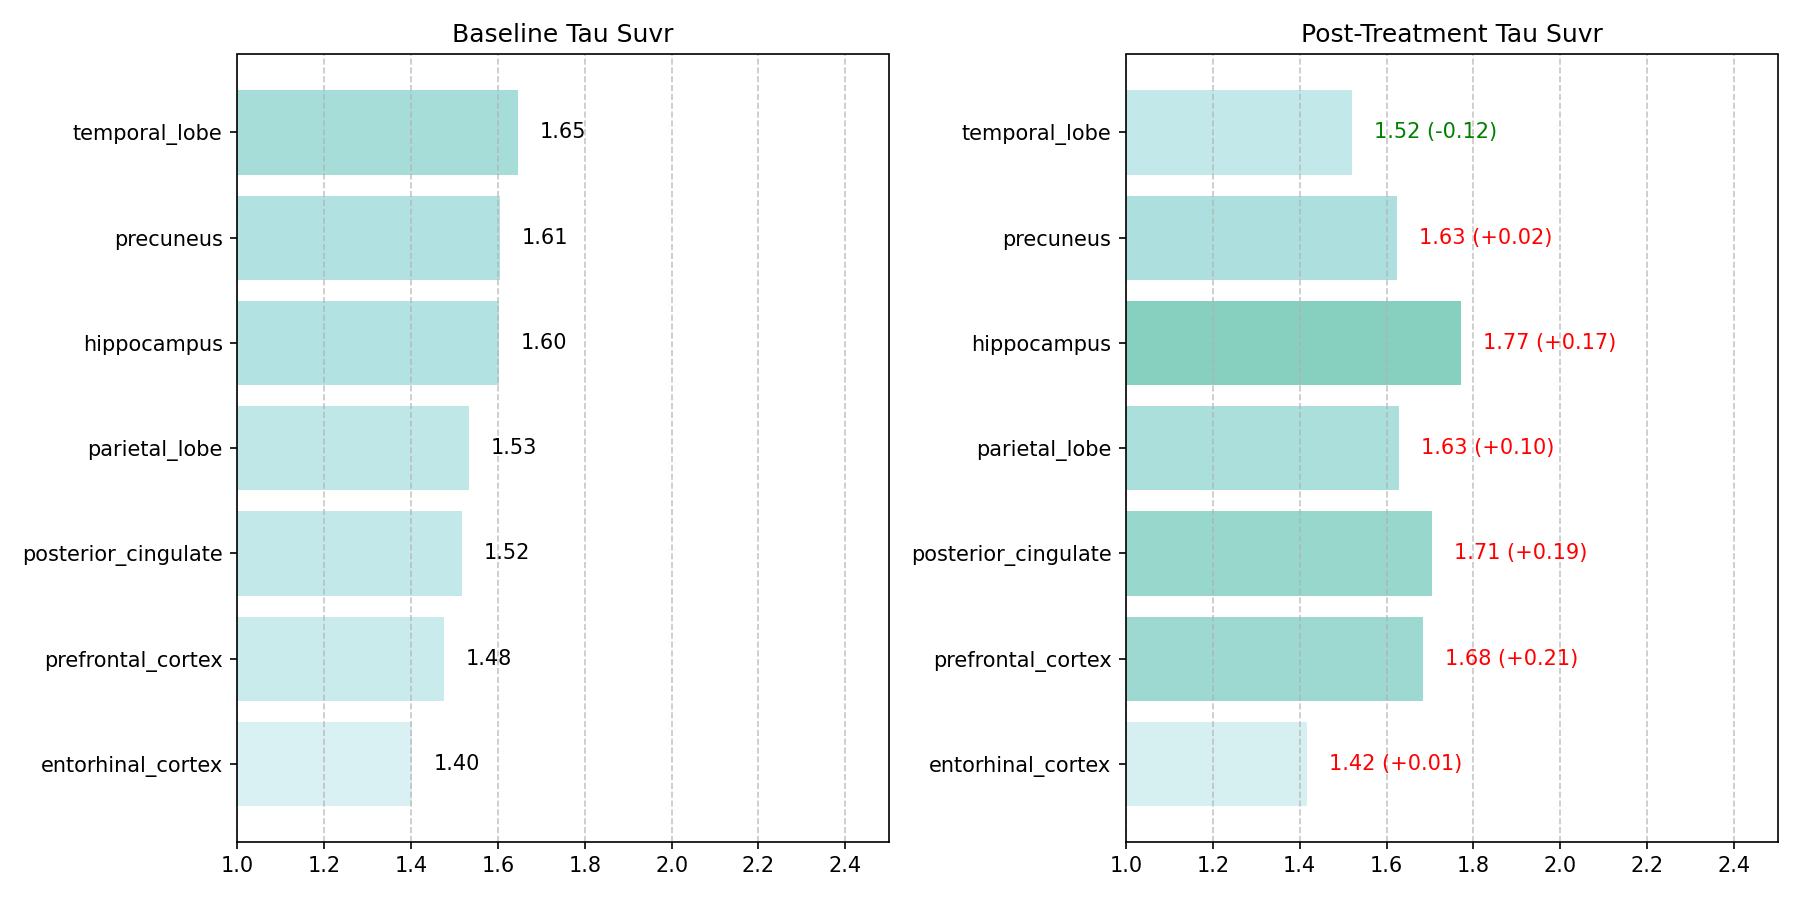 Baseline Tau Suvr
temporal_lobe
1.65
precuneus
1.61
hippocampus
1.60
parietal_lobe
1.53
posterior_cingulate
1.52
prefrontal_cortex
1.48
entorhinal_cortex
1.40
1.0 1.2 1.4 1.6 1.8 2.0 2.2 2.4
Post-Treatment Tau Suvr
temporal_lobe
1.52 (-0.12)
precuneus
1.63 (+0.02)
hippocampus
1.77 (+0.17)
parietal_lobe
1.63 (+0.10)
posterior_cingulate
1.71 (+0.19)
prefrontal_cortex
1.68 (+0.21)
entorhinal_cortex
1.42 (+0.01)
1.0 1.2 1.4 1.6 1.8 2.0 2.2 2.4